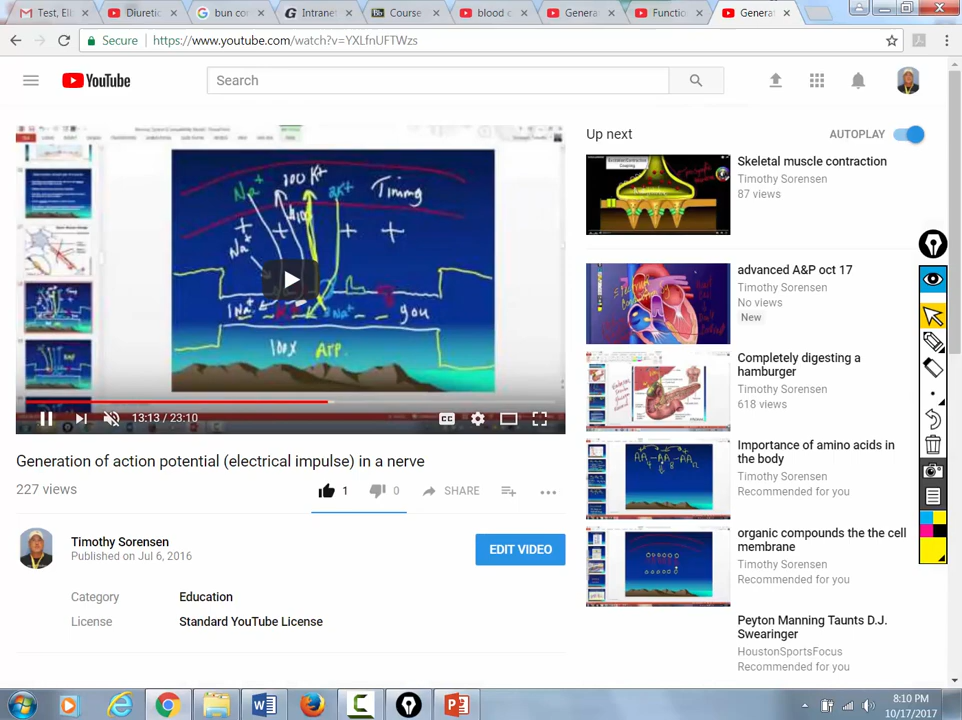 Test, El
Diuretic
bun co
Intranet
Course
blood c
General
Functio
General
Secure
https://www.youtube.com/watch?v=YXLfnUFTWzs
YouTube
Search
Up next
AUTOPLAY
Na+
100 K+
2K+
Timing
Na+
you
100x ATP
13:13 / 23:10
CC
Generation of action potential (electrical impulse) in a nerve
227 views
1
0
SHARE
Timothy Sorensen
Published on Jul 6, 2016
EDIT VIDEO
Category
Education
License
Standard YouTube License
Skeletal muscle contraction
Timothy Sorensen
87 views
advanced A&P oct 17
Timothy Sorensen
No views
New
Completely digesting a
hamburger
Timothy Sorensen
618 views
Importance of amino acids in
the body
Timothy Sorensen
Recommended for you
organic compounds the the cell
membrane
Timothy Sorensen
Recommended for you
Peyton Manning Taunts D.J.
Swearinger
HoustonSportsFocus
Recommended for you
8:10 PM
10/17/2017